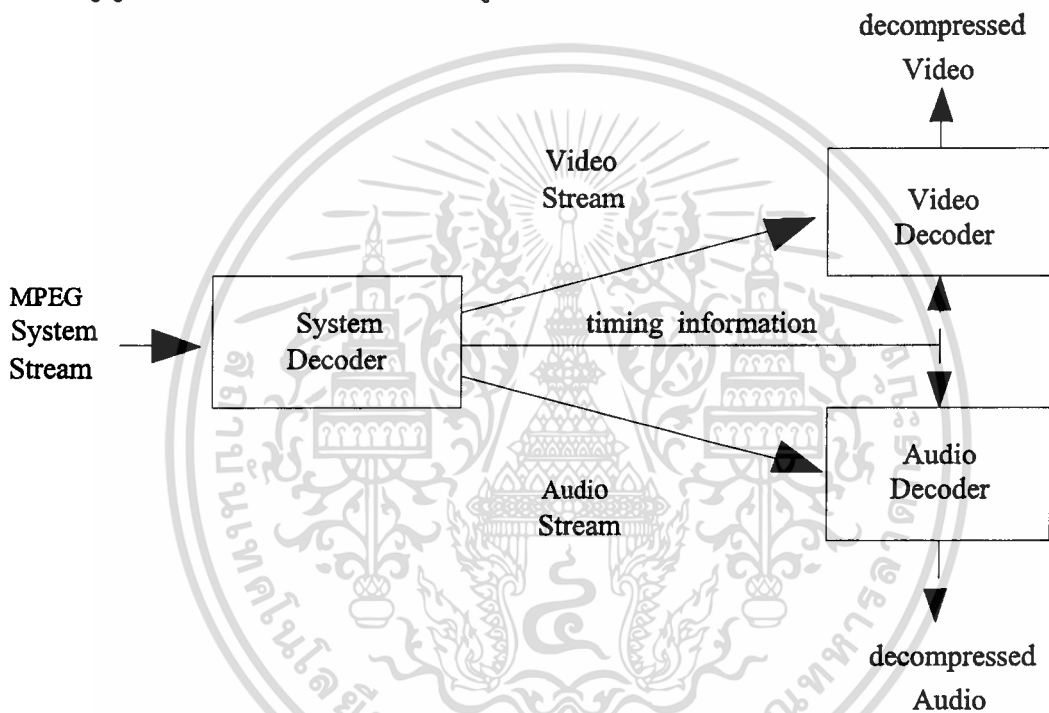 decompressed
Video
Video
Stream
Video
Decoder
MPEG
System
Stream
System
Decoder
timing information
Audio
Stream
Audio
Decoder
decompressed
Audio